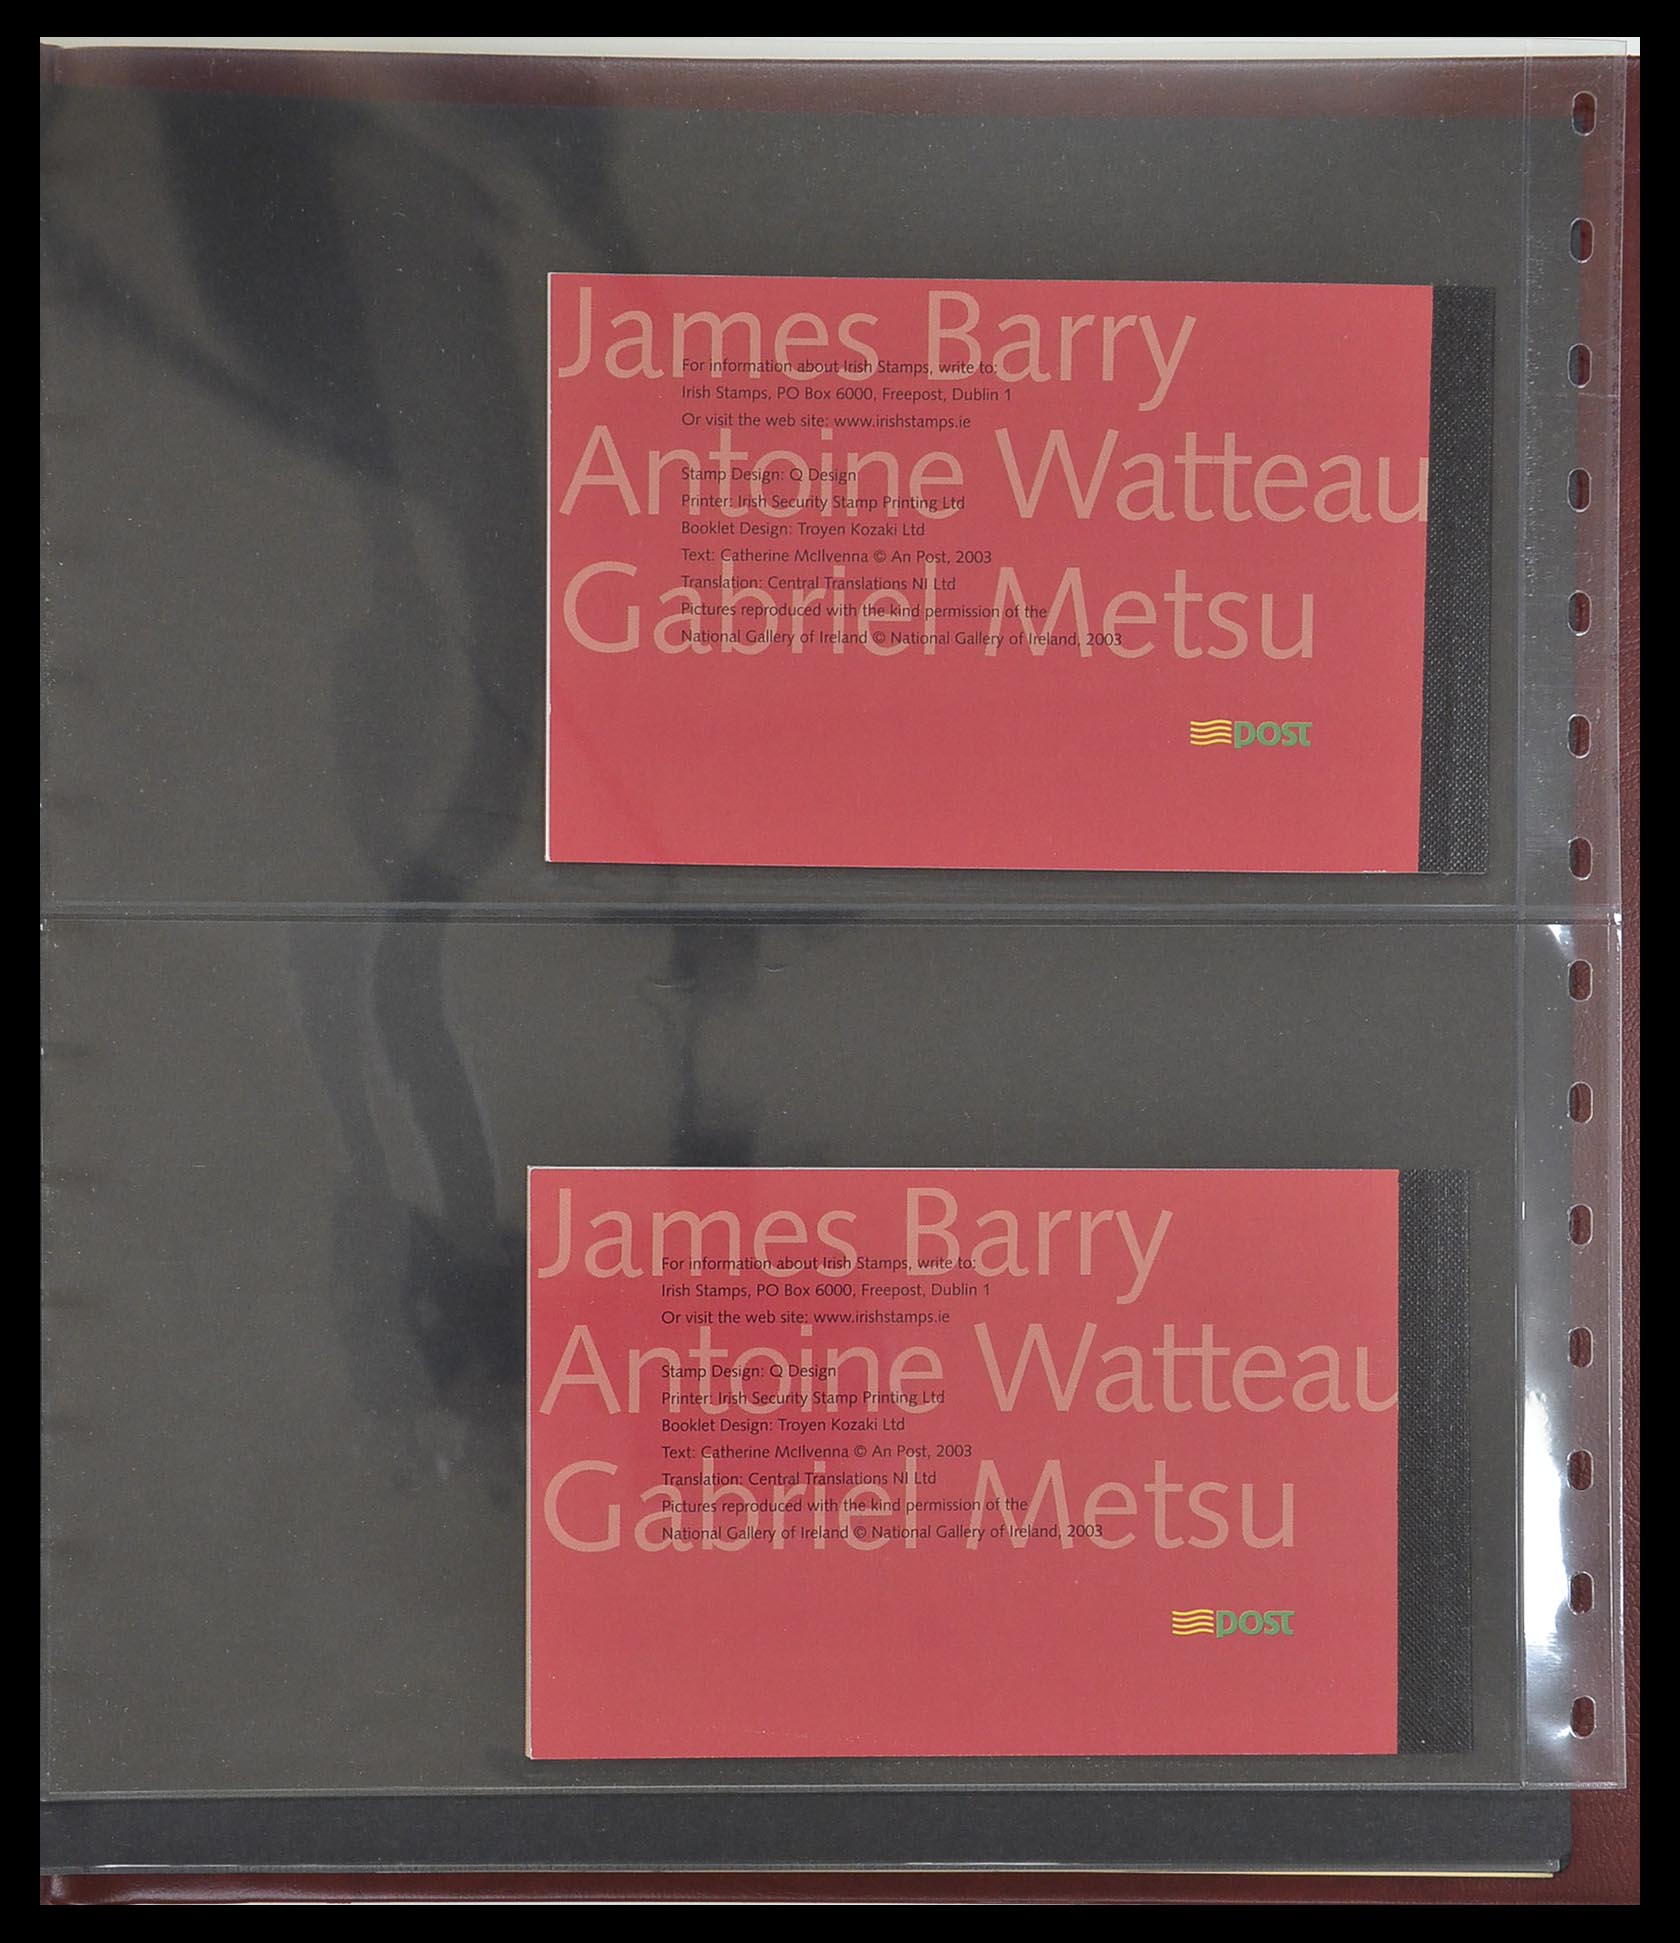 James Barry
For information about Irish Stamps, write to:
Irish Stamps, PO Box 6000, Freepost, Dublin 1
Or visit the web site: www.irishstamps.ie
Antoine Watteau
Stamp Design: Q Design
Printer: Irish Security Stamp Printing Ltd
Booklet Design: Troyen Kozaki Ltd
Text: Catherine McIlvenna © An Post, 2003
Gabriel Metsu
Translation: Central Translations NI Ltd
Pictures reproduced with the kind permission of the
National Gallery of Ireland © National Gallery of Ireland, 2003
post
James Barry
For information about Irish Stamps, write to:
Irish Stamps, PO Box 6000, Freepost, Dublin 1
Or visit the web site: www.irishstamps.ie
Antoine Watteau
Stamp Design: Q Design
Printer: Irish Security Stamp Printing Ltd
Booklet Design: Troyen Kozaki Ltd
Text: Catherine McIlvenna © An Post, 2003
Gabriel Metsu
Translation: Central Translations NI Ltd
Pictures reproduced with the kind permission of the
National Gallery of Ireland © National Gallery of Ireland, 2003
post